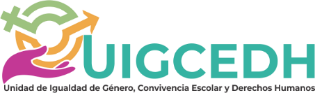 UIGCEDH
Unidad de Igualdad de Género, Convivencia Escolar y Derechos Humanos